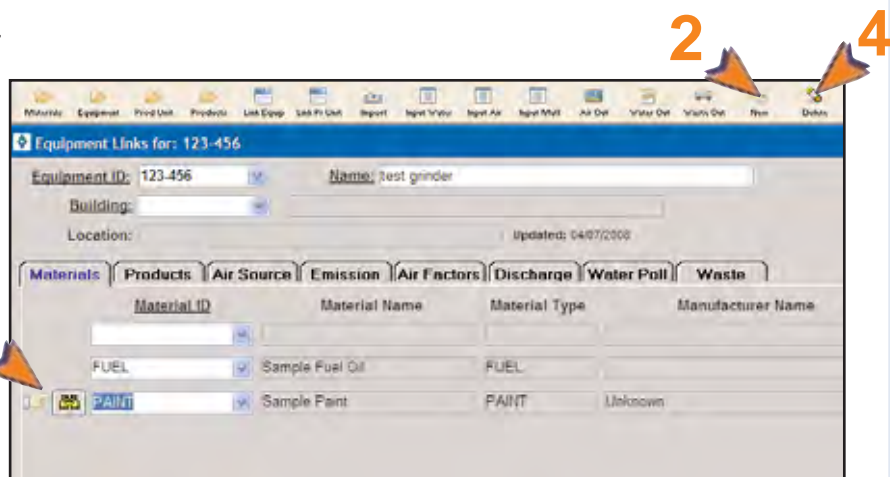 2 4
Materials Equipment Prod Unit Products Link Equip Link Pr Unit Import Input Water Input Air Input Matl Air Out Water Out Waste Out New Delete
Equipment Links for: 123-456
Equipment ID: 123-456 Name: test grinder
Building:
Location: Updated: 04/07/2008
Materials Products Air Source Emission Air Factors Discharge Water Poll Waste
Material ID Material Name Material Type Manufacturer Name
FUEL Sample Fuel Oil FUEL
PAINT Sample Paint PAINT Unknown